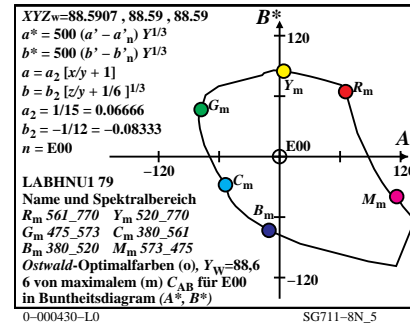 XYZw=88.5907 , 88.59 , 88.59
a* = 500 (a' – a'n) Y1/3
b* = 500 (b' – b'n) Y1/3
a = a2 [x/y + 1]
b = b2 [z/y + 1/6 ]1/3
a2 = 1/15 = 0.06666
b2 = –1/12 = –0.08333
n = E00
LABHNU1 79
Name und Spektralbereich
Rm 561_770 Ym 520_770
Gm 475_573 Cm 380_561
Bm 380_520 Mm 573_475
Ostwald-Optimalfarben (o), YW=88,6
6 von maximalem (m) CAB für E00
in Buntheitsdiagram (A*, B*)
B*
120
Ym
Rm
Gm
E00
A
-120
120
Cm
Mm
Bm
-120
0-000430-L0
SG711-8N_5